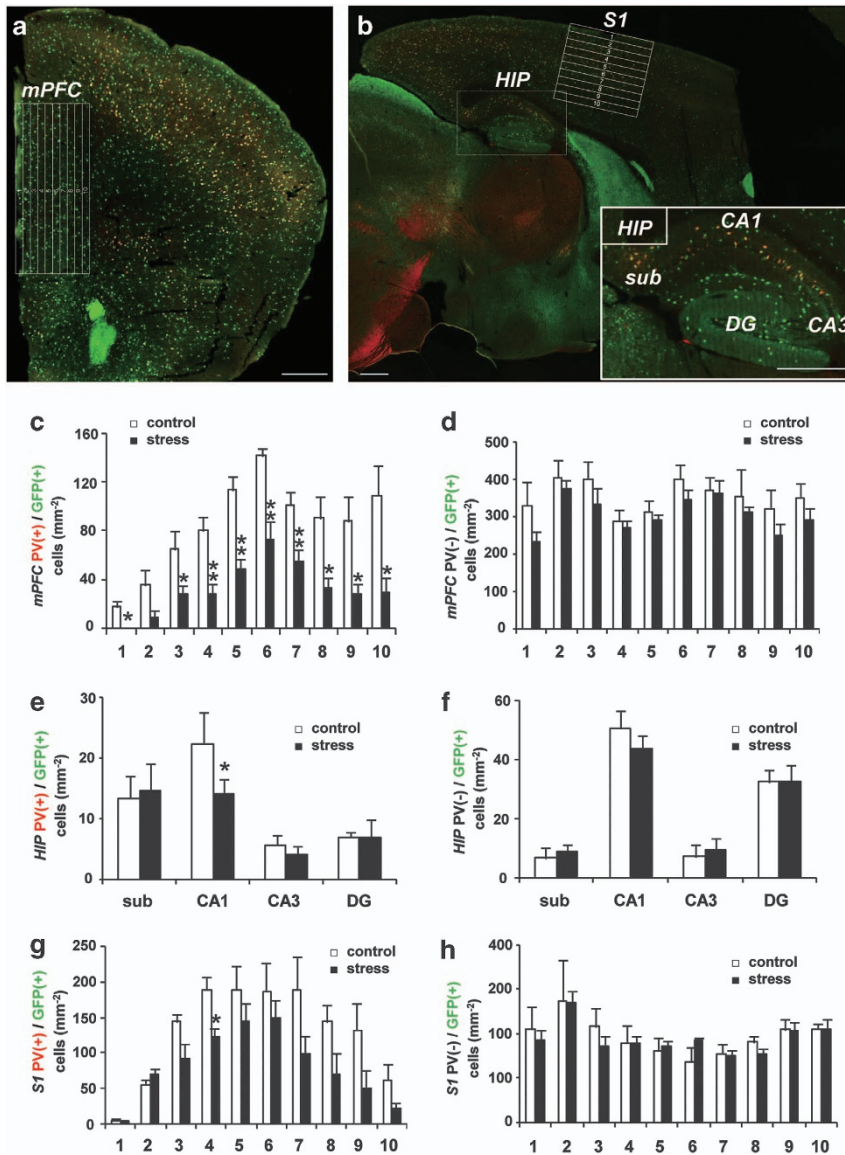 a
mPFC
b
S1
HIP
HIP
CA1
sub
DG
CA3
c
control
stress
mPFC PV(+) / GFP(+)
cells (mm-2)
160
120
80
40
0
*
*
**
**
**
**
*
*
*
1 2 3 4 5 6 7 8 9 10
d
control
stress
mPFC PV(-) / GFP(+)
cells (mm-2)
400
300
300
200
100
0
1 2 3 4 5 6 7 8 9 10
e
control
stress
HIP PV(+) / GFP(+)
cells (mm-2)
30
20
10
0
*
sub CA1 CA3 DG
f
control
stress
HIP PV(-) / GFP(+)
cells (mm-2)
60
40
20
0
sub CA1 CA3 DG
g
control
stress
S1 PV(+) / GFP(+)
cells (mm-2)
250
200
150
100
50
0
*
1 2 3 4 5 6 7 8 9 10
h
control
stress
S1 PV(-) / GFP(+)
cells (mm-2)
400
200
100
100
0
1 2 3 4 5 6 7 8 9 10